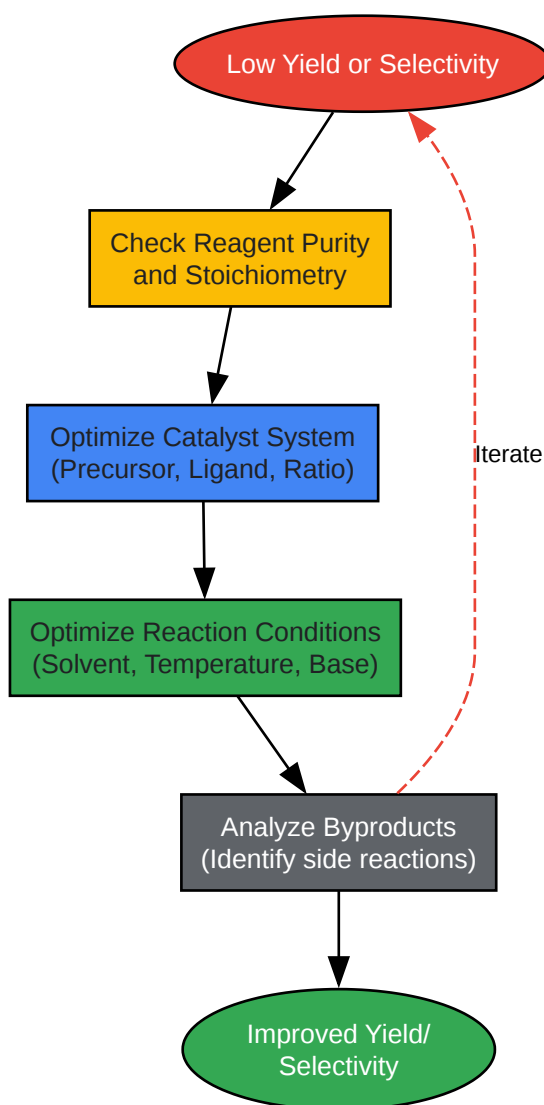 Low Yield or Selectivity
Check Reagent Purity
and Stoichiometry
Optimize Catalyst System
(Precursor, Ligand, Ratio)
Iterate
Optimize Reaction Conditions
(Solvent, Temperature, Base)
Analyze Byproducts
(Identify side reactions)
Improved Yield/
Selectivity